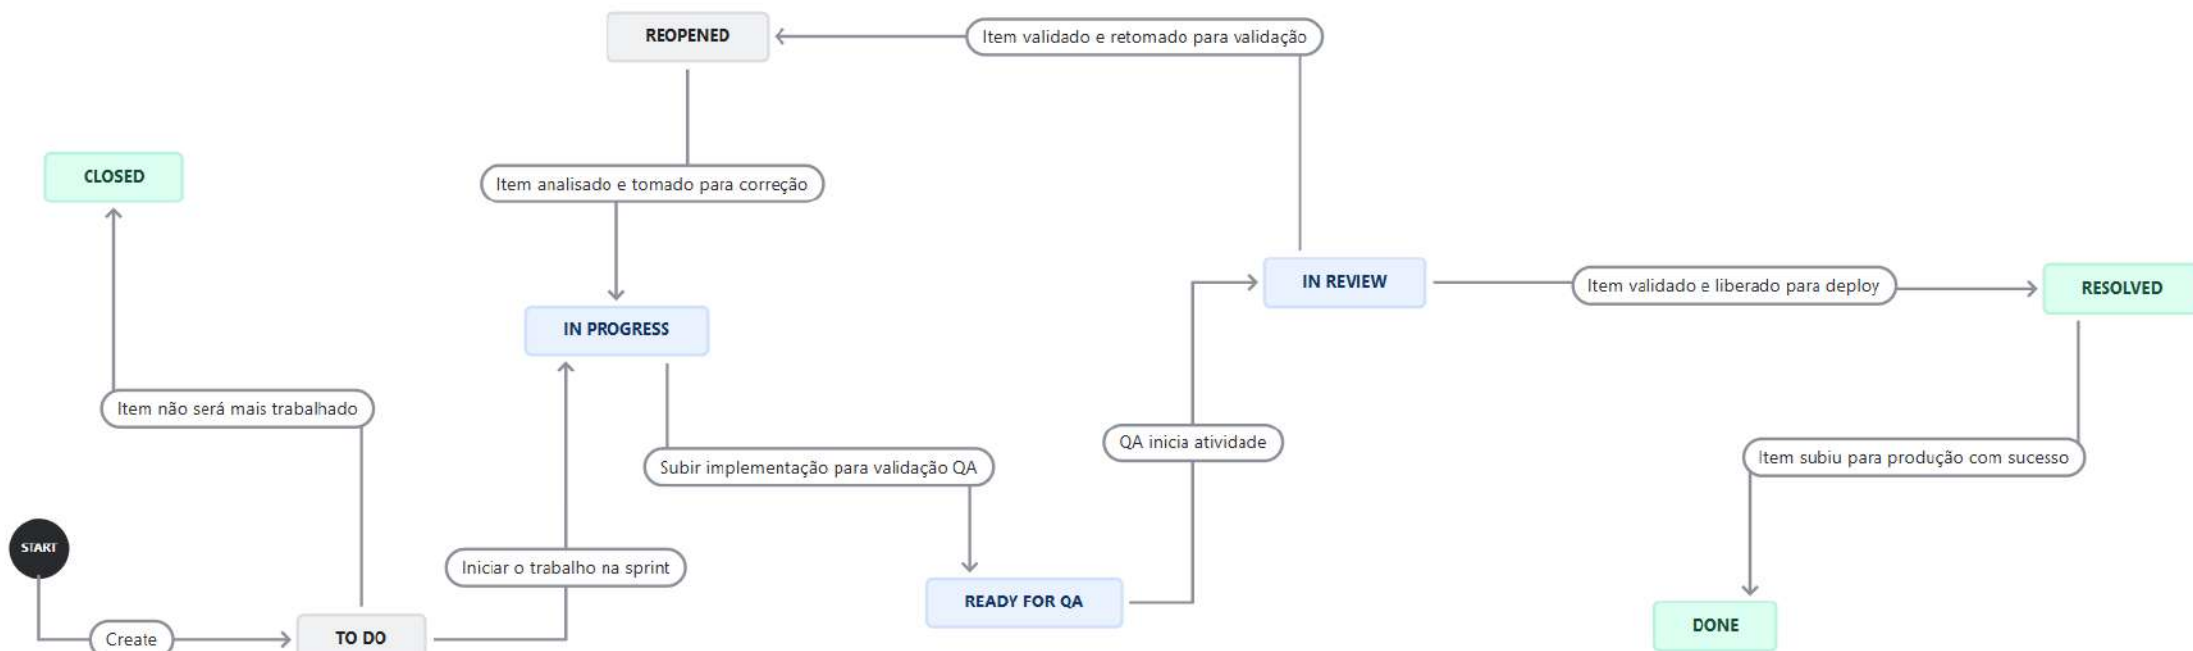 REOPENED
Item validado e retomado para validação
CLOSED
Item analisado e tomado para correção
IN REVIEW
Item validado e liberado para deploy
RESOLVED
IN PROGRESS
Item não será mais trabalhado
QA inicia atividade
Subir implementação para validação QA
Item subiu para produção com sucesso
START
Iniciar o trabalho na sprint
READY FOR QA
DONE
Create
TO DO